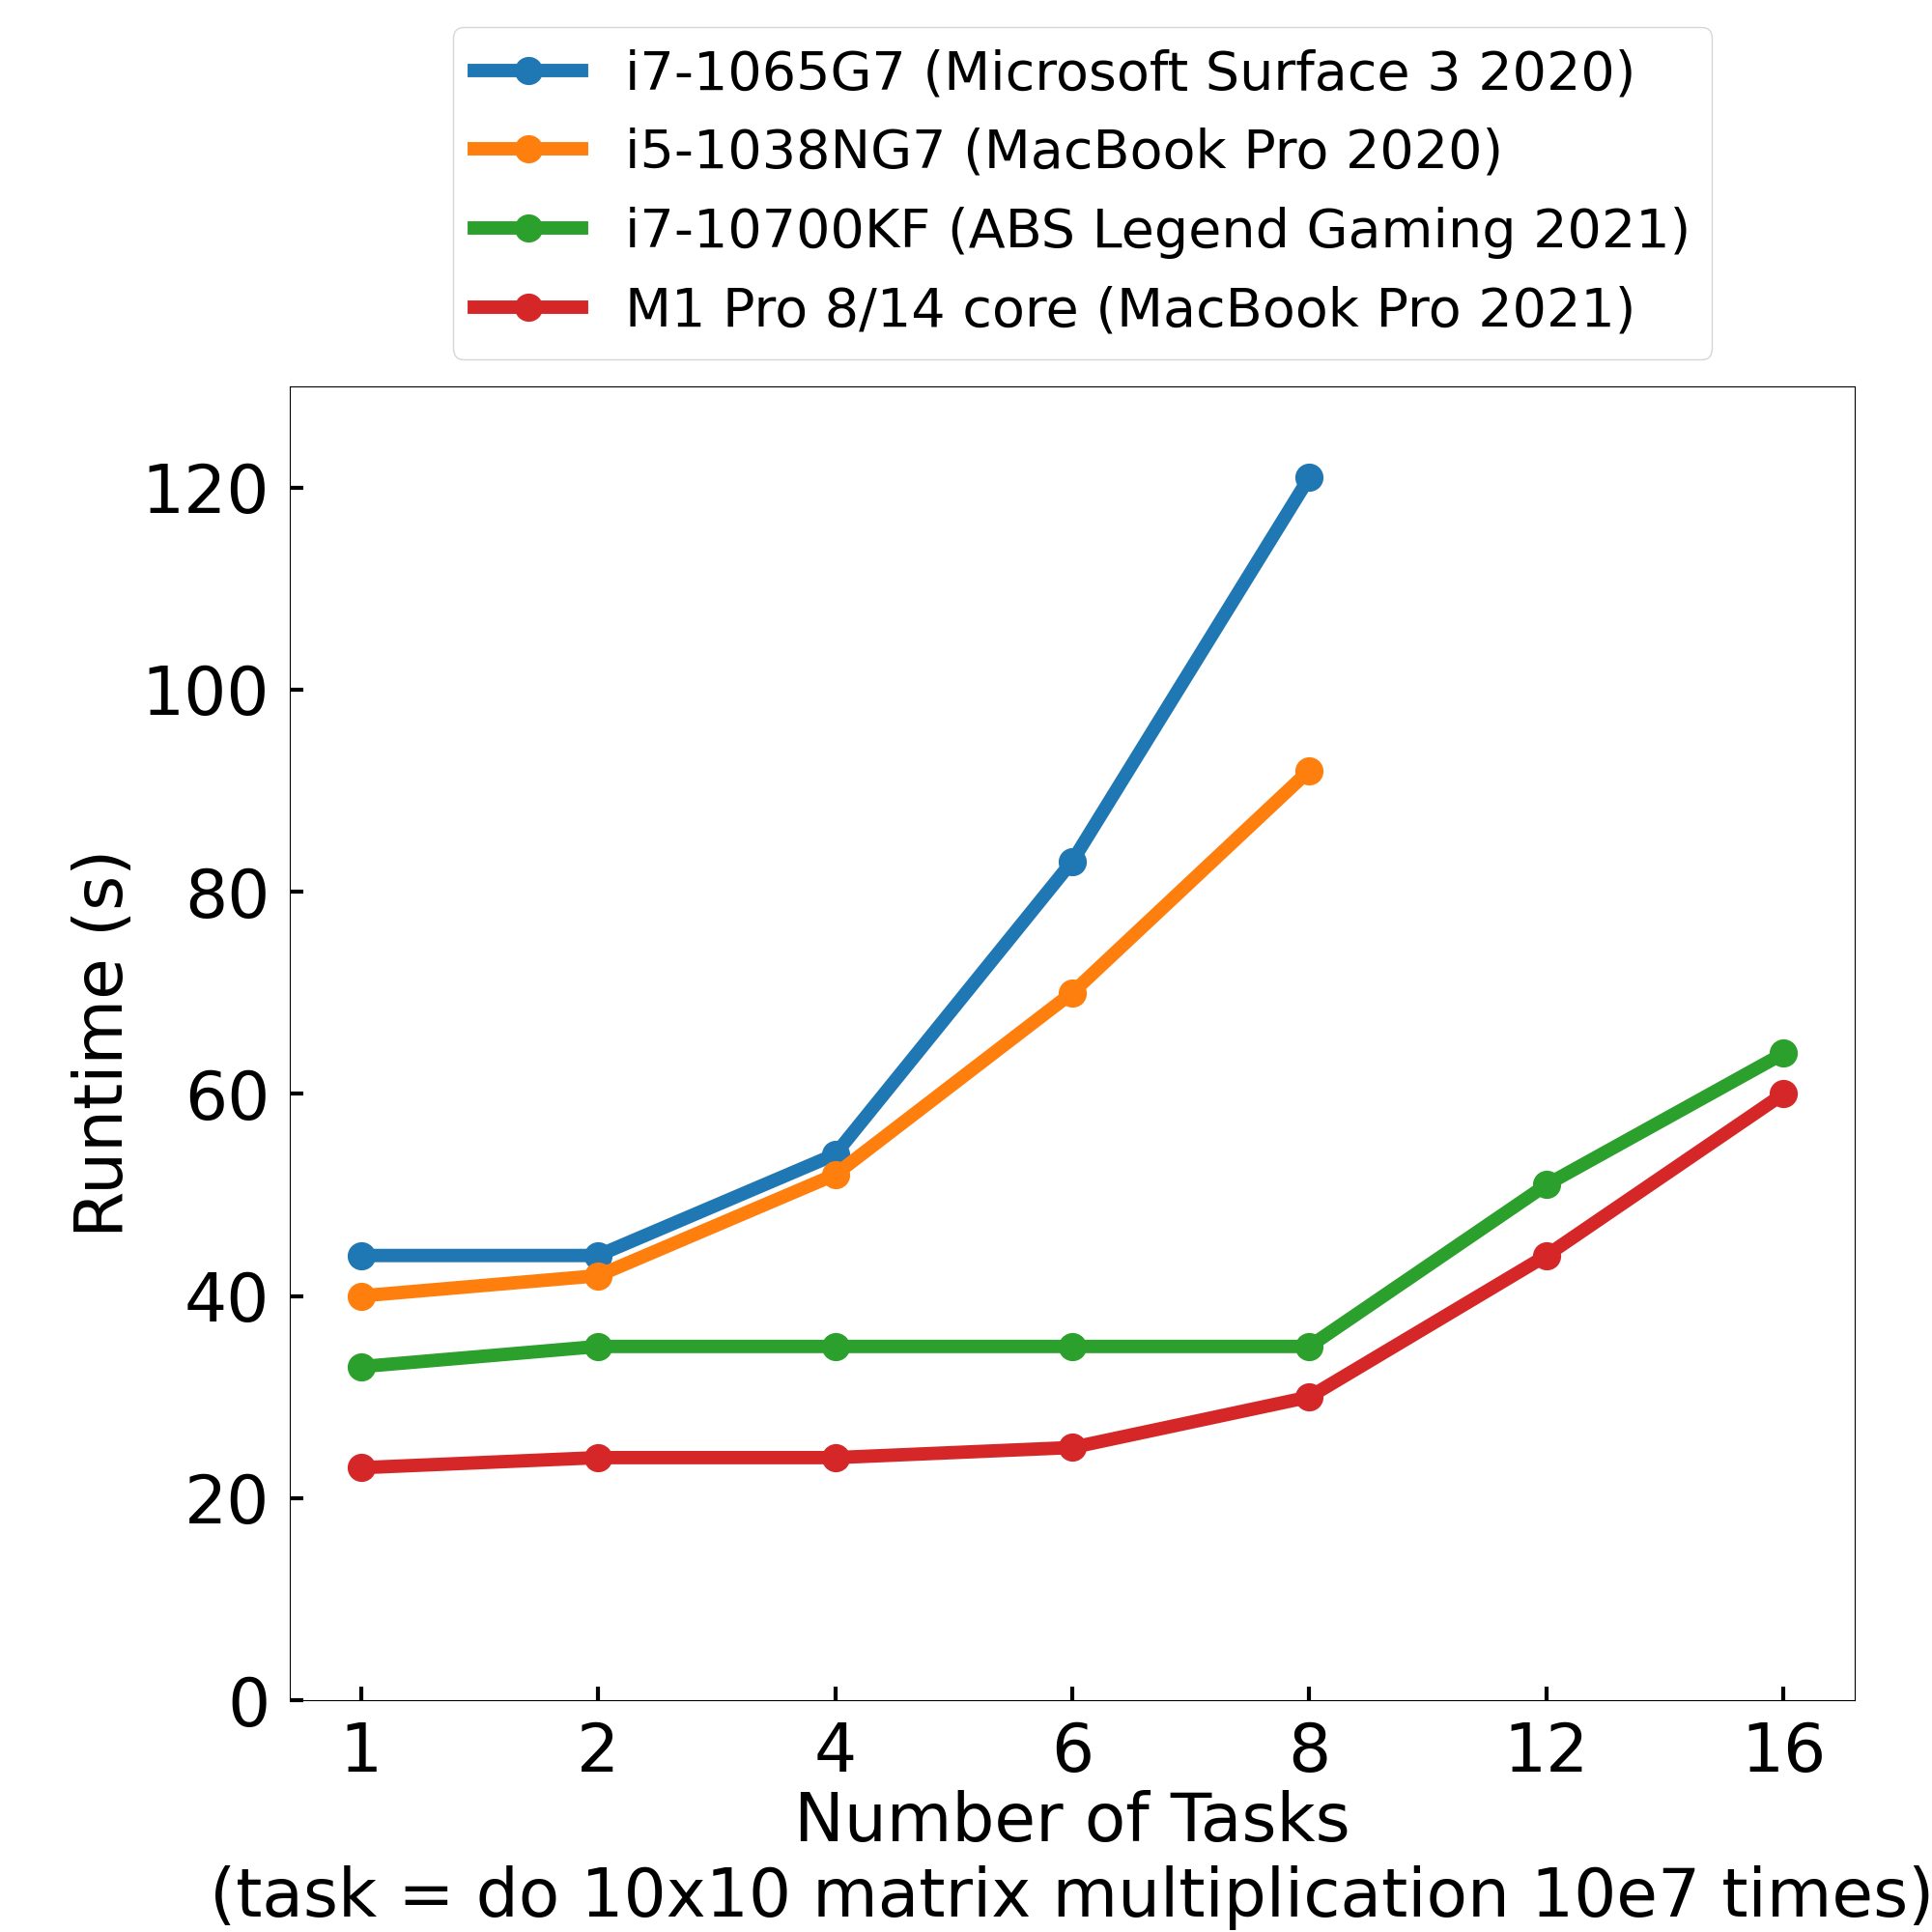 i7-1065G7 (Microsoft Surface 3 2020)
i5-1038NG7 (MacBook Pro 2020)
i7-10700KF (ABS Legend Gaming 2021)
M1 Pro 8/14 core (MacBook Pro 2021)
120
100
80
60
40
20
0
Runtime (s)
1 2 4 6 8 12 16
Number of Tasks
(task = do 10x10 matrix multiplication 10e7 times)